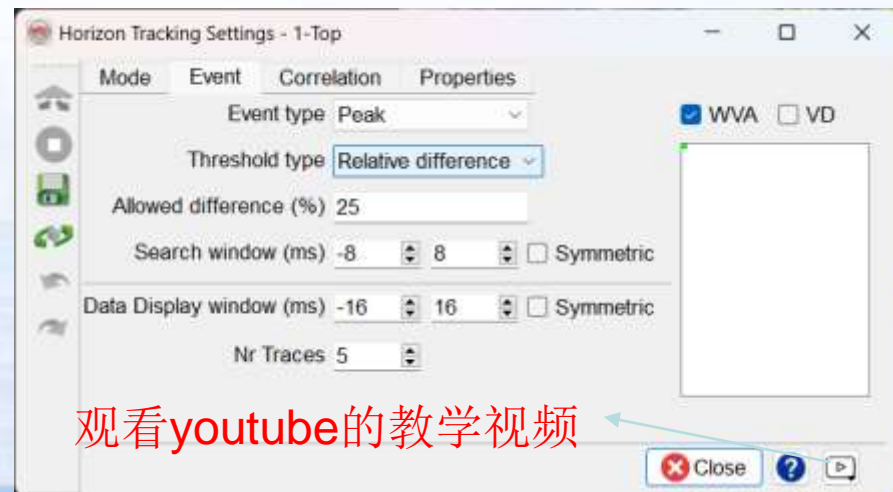 Horizon Tracking Settings - 1-Top
Mode Event Correlation Properties
Event type Peak
WVA VD
Threshold type Relative difference
Allowed difference (%) 25
Search window (ms) -8 8 Symmetric
Data Display window (ms) -16 16 Symmetric
Nr Traces 5
观看youtube的教学视频
Close ?